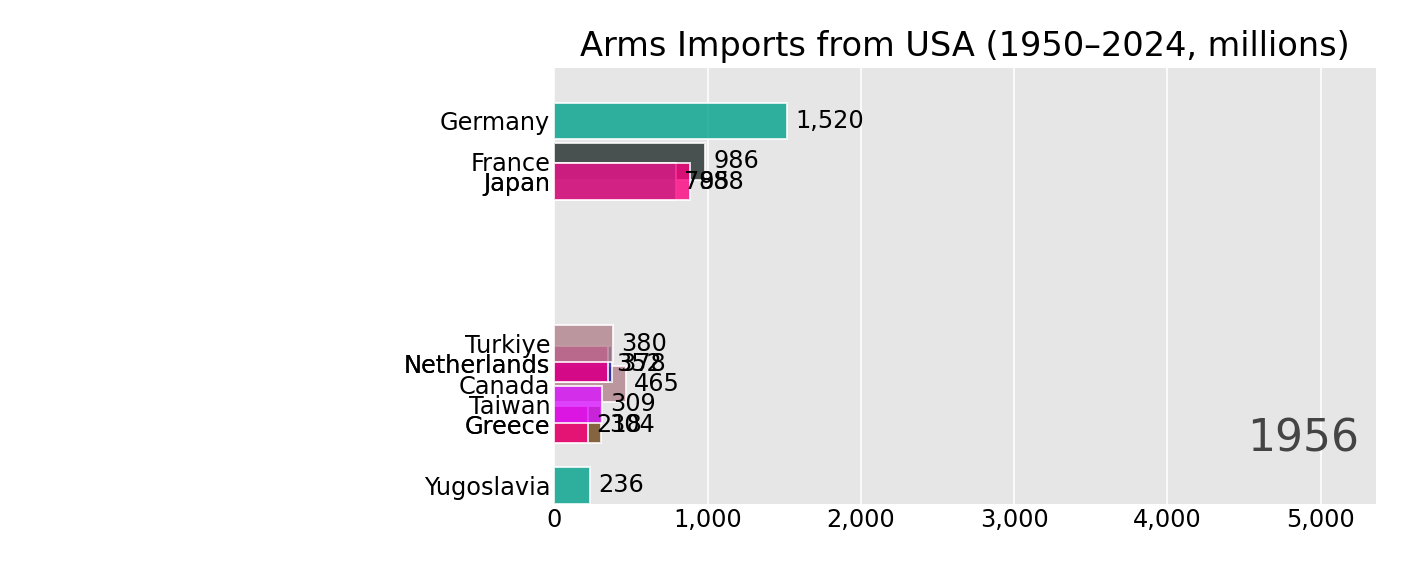 Arms Imports from USA (1950–2024, millions)
Germany 1,520
France 986
Japan
Turkiye 380
Netherlands
Canada 465
Taiwan 309
Greece
Yugoslavia 236
1956
0 1,000 2,000 3,000 4,000 5,000